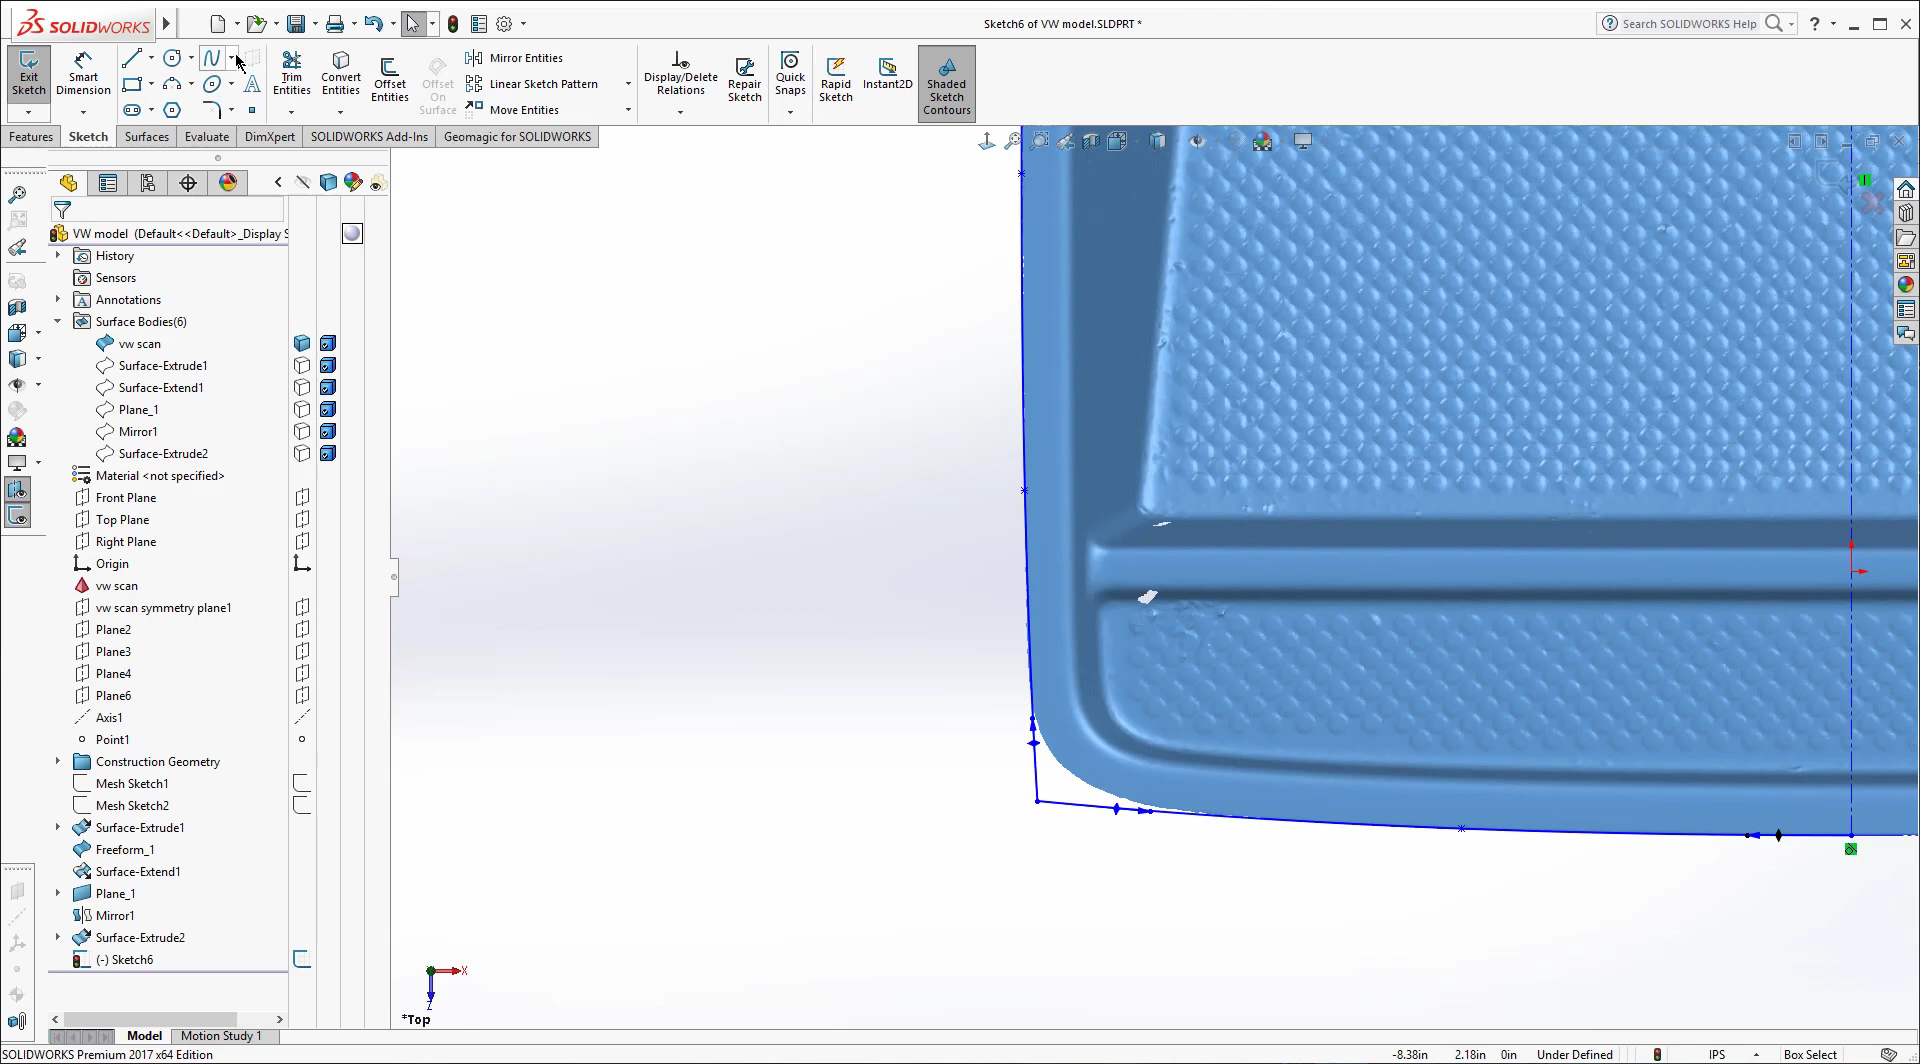 SOLIDWORKS
Sketch6 of VW model.SLDPRT *
Search SOLIDWORKS Help
?
Exit Sketch
Smart Dimension
Trim Entities
Convert Entities
Offset Entities
Offset On Surface
Mirror Entities
Linear Sketch Pattern
Move Entities
Display/Delete Relations
Repair Sketch
Quick Snaps
Rapid Sketch
Instant2D
Shaded Sketch Contours
Features
Sketch
Surfaces
Evaluate
DimXpert
SOLIDWORKS Add-Ins
Geomagic for SOLIDWORKS
VW model (Default<<Default>_Display S
History
Sensors
Annotations
Surface Bodies(6)
vw scan
Surface-Extrude1
Surface-Extend1
Plane_1
Mirror1
Surface-Extrude2
Material <not specified>
Front Plane
Top Plane
Right Plane
Origin
vw scan
vw scan symmetry plane1
Plane2
Plane3
Plane4
Plane6
Axis1
Point1
Construction Geometry
Mesh Sketch1
Mesh Sketch2
Surface-Extrude1
Freeform_1
Surface-Extend1
Plane_1
Mirror1
Surface-Extrude2
(-) Sketch6
X
Z
*Top
Model
Motion Study 1
SOLIDWORKS Premium 2017 x64 Edition
-8.38in
2.18in
0in
Under Defined
IPS
Box Select